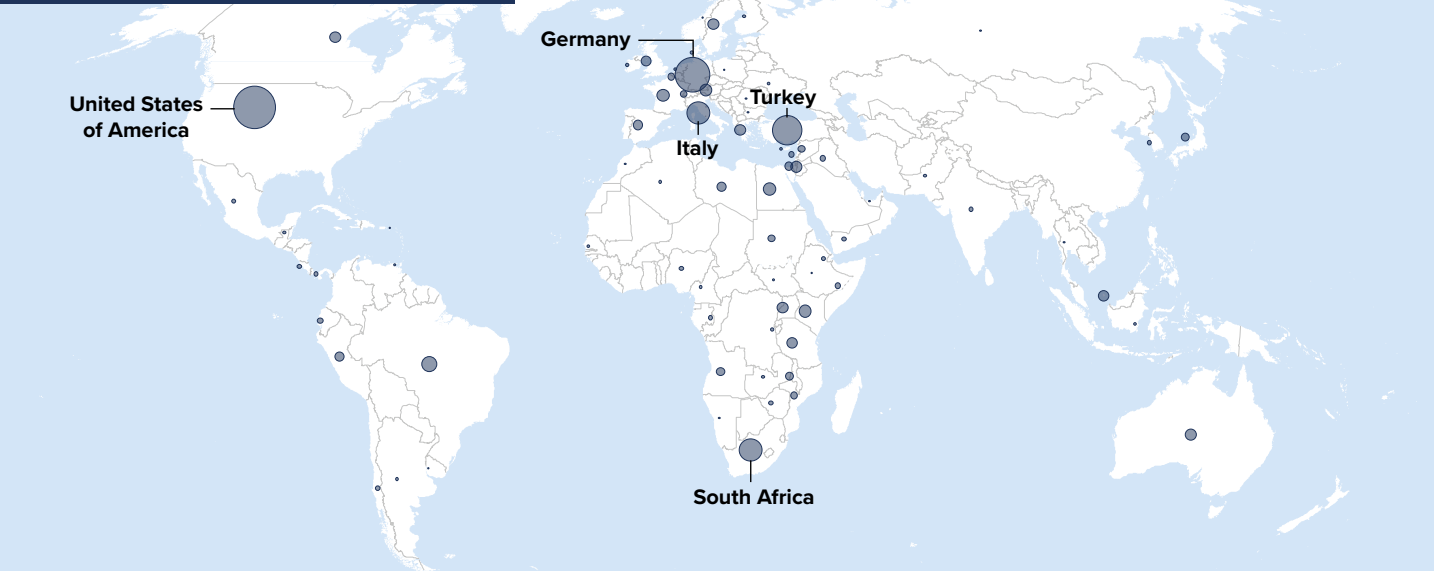 Germany
United States
of America
Turkey
Italy
South Africa